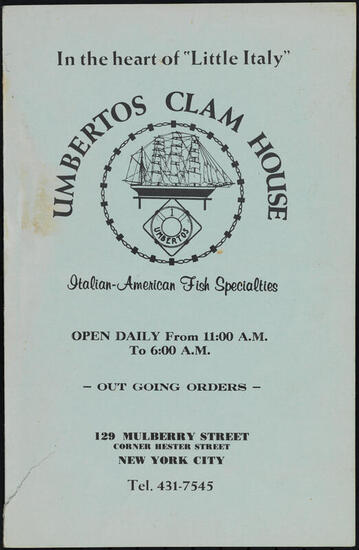 In the heart of "Little Italy"
UMBERTOS CLAM HOUSE
UMBERTOS
Italian-American Fish Specialties
OPEN DAILY From 11:00 A.M.
To 6:00 A.M.
– OUT GOING ORDERS –
129 MULBERRY STREET
CORNER HESTER STREET
NEW YORK CITY
Tel. 431-7545